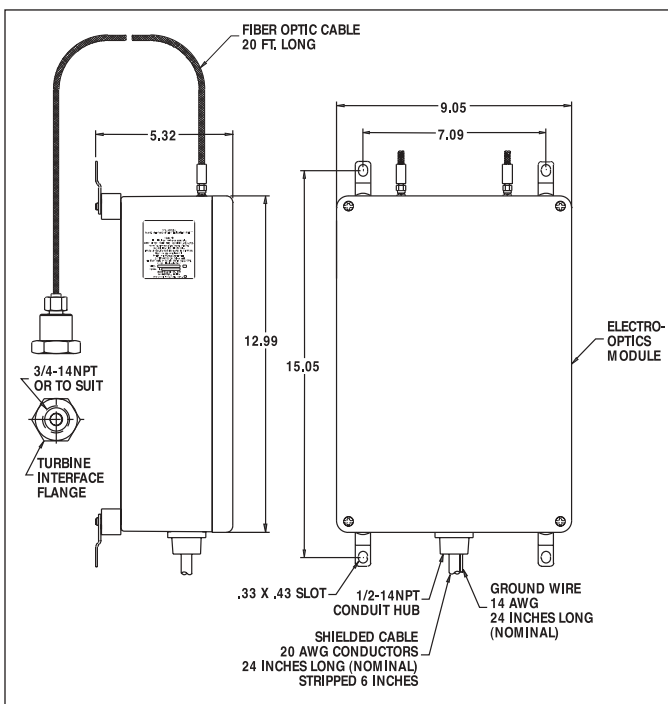 FIBER OPTIC CABLE
20 FT. LONG
9.05
5.32
7.09
12.99
15.05
ELECTRO-
OPTICS
MODULE
3/4-14NPT
OR TO SUIT
TURBINE
INTERFACE
FLANGE
.33 X .43 SLOT
1/2-14NPT
CONDUIT HUB
GROUND WIRE
14 AWG
24 INCHES LONG
(NOMINAL)
SHIELDED CABLE
20 AWG CONDUCTORS
24 INCHES LONG (NOMINAL)
STRIPPED 6 INCHES